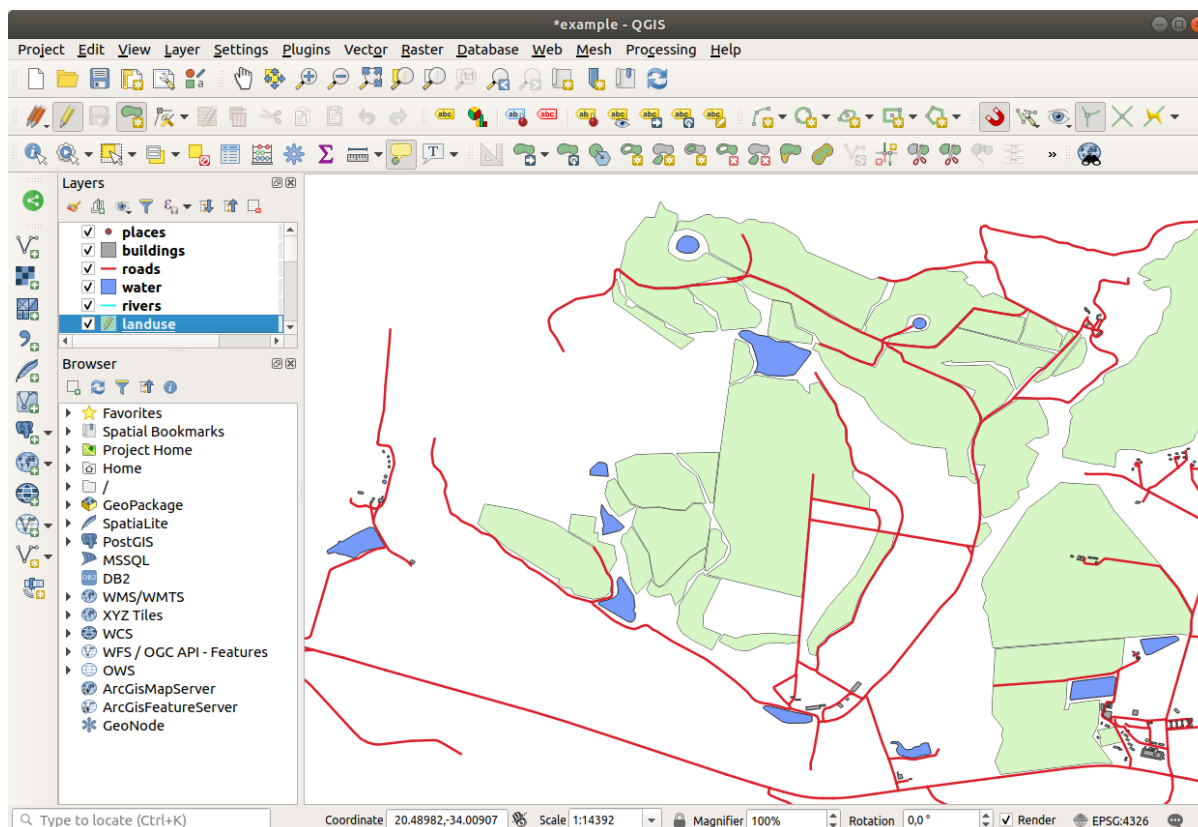 *example - QGIS
Project Edit View Layer Settings Plugins Vector Raster Database Web Mesh Processing Help
Layers
places
buildings
roads
water
rivers
landuse
Browser
Favorites
Spatial Bookmarks
Project Home
Home
/
GeoPackage
SpatiaLite
PostGIS
MSSQL
DB2
WMS/WMTS
XYZ Tiles
WCS
WFS / OGC API - Features
OWS
ArcGisMapServer
ArcGisFeatureServer
GeoNode
Type to locate (Ctrl+K) Coordinate 20.48982,-34.00907 Scale 1:14392 Magnifier 100% Rotation 0,0 ° Render EPSG:4326